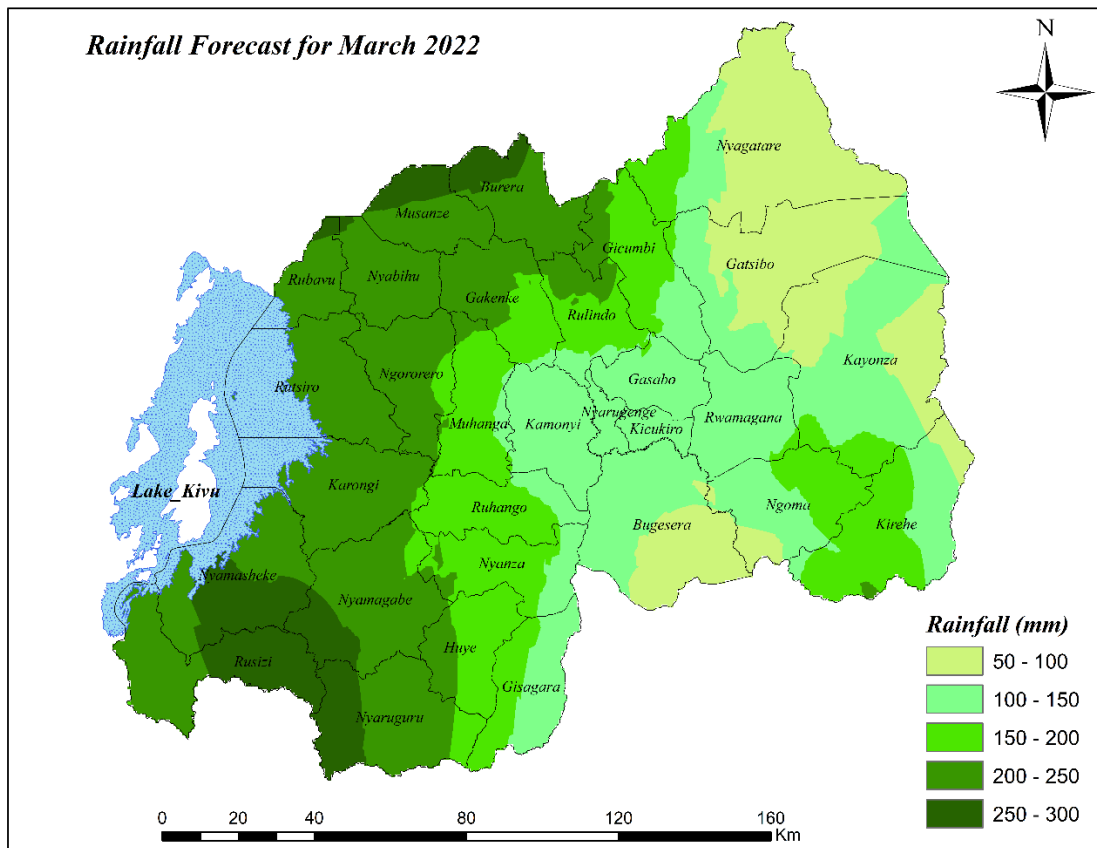 Rainfall Forecast for March 2022
N
Nyagatare
Burera
Musanze
Gicumbi
Gatsibo
Rubavu
Nyabihu
Gakenke
Rulindo
Kayonza
Rutsiro
Ngororero
Gasabo
Nyarugenge
Kicukiro
Rwamagana
Muhanga
Kamonyi
Lake_Kivu
Karongi
Ruhango
Bugesera
Ngoma
Kirehe
Nyamasheke
Nyanza
Nyamagabe
Rusizi
Huye
Gisagara
Nyaruguru
Rainfall (mm)
50 - 100
100 - 150
150 - 200
200 - 250
250 - 300
0 20 40 80 120 160
Km